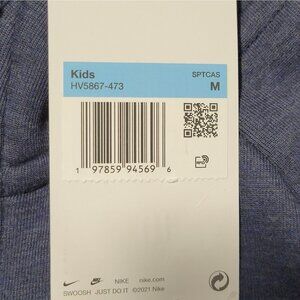 Kids SPTCAS
HV5867-473 M
1 97859 94569 6
NIKE nike.com
SWOOSH JUST DO IT ©2021 Nike